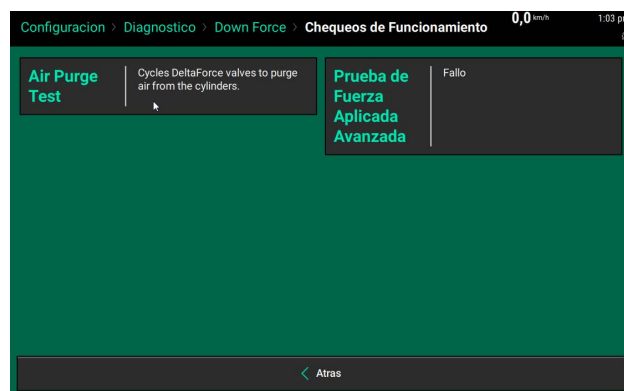 Configuracion > Diagnostico > Down Force > Chequeos de Funcionamiento
0,0 km/h
1:03
Air Purge
Test
Cycles DeltaForce valves to purge
air from the cylinders.
Prueba de
Fuerza
Aplicada
Avanzada
Fallo
< Atras